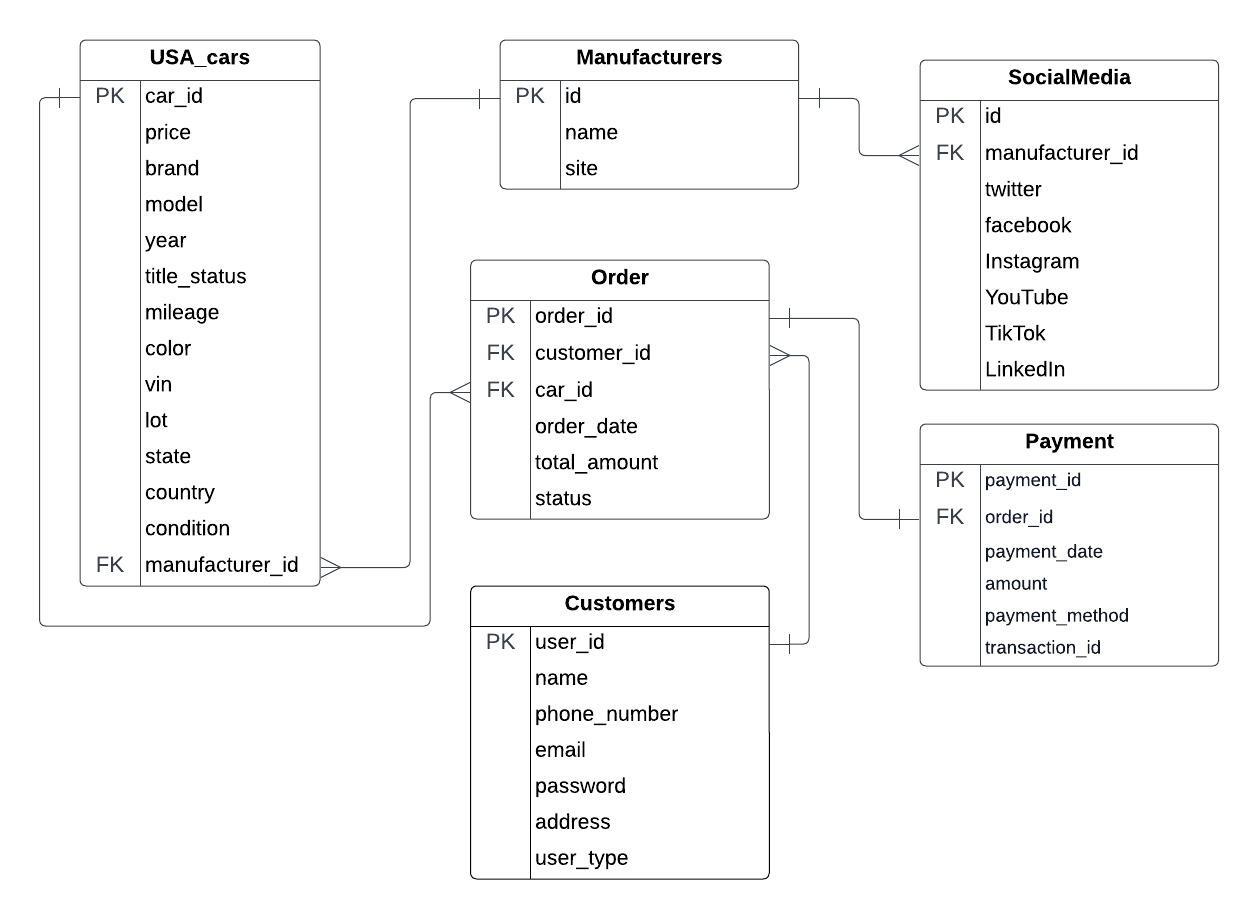 USA_cars
PK car_id
price
brand
model
year
title_status
mileage
color
vin
lot
state
country
condition
FK manufacturer_id
Manufacturers
PK id
name
site
SocialMedia
PK id
FK manufacturer_id
twitter
facebook
Instagram
YouTube
TikTok
LinkedIn
Order
PK order_id
FK customer_id
FK car_id
order_date
total_amount
status
Payment
PK payment_id
FK order_id
payment_date
amount
payment_method
transaction_id
Customers
PK user_id
name
phone_number
email
password
address
user_type